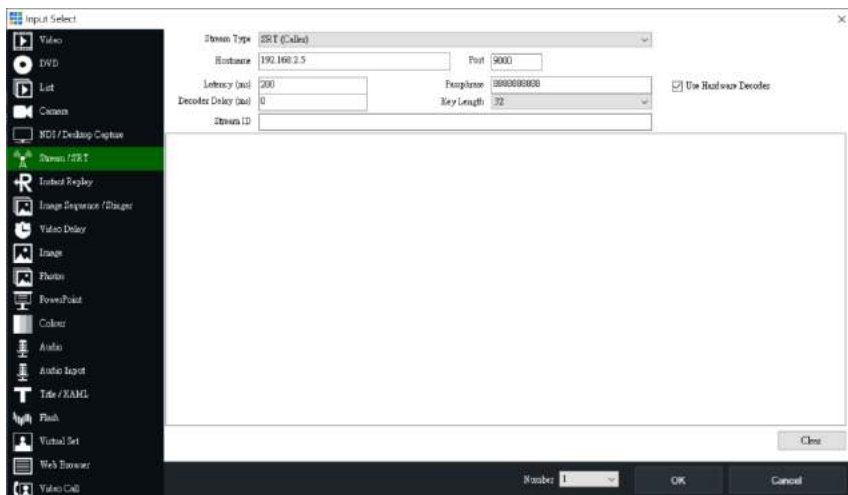 Input Select
Video
DVD
List
Camera
NDI / Desktop Capture
Stream / SRT
Instant Replay
Image Sequence / Stinger
Video Delay
Image
Photos
PowerPoint
Colour
Audio
Audio Input
Title / XAML
Flash
Virtual Set
Web Browser
Video Call
Stream Type SRT (Caller)
Hostname 192.168.2.5 Port 9000
Latency (ms) 200 Passphrase 8888888888 Use Hardware Decoder
Decoder Delay (ms) 0 Key Length 32
Stream ID
Clear
Number 1 OK Cancel